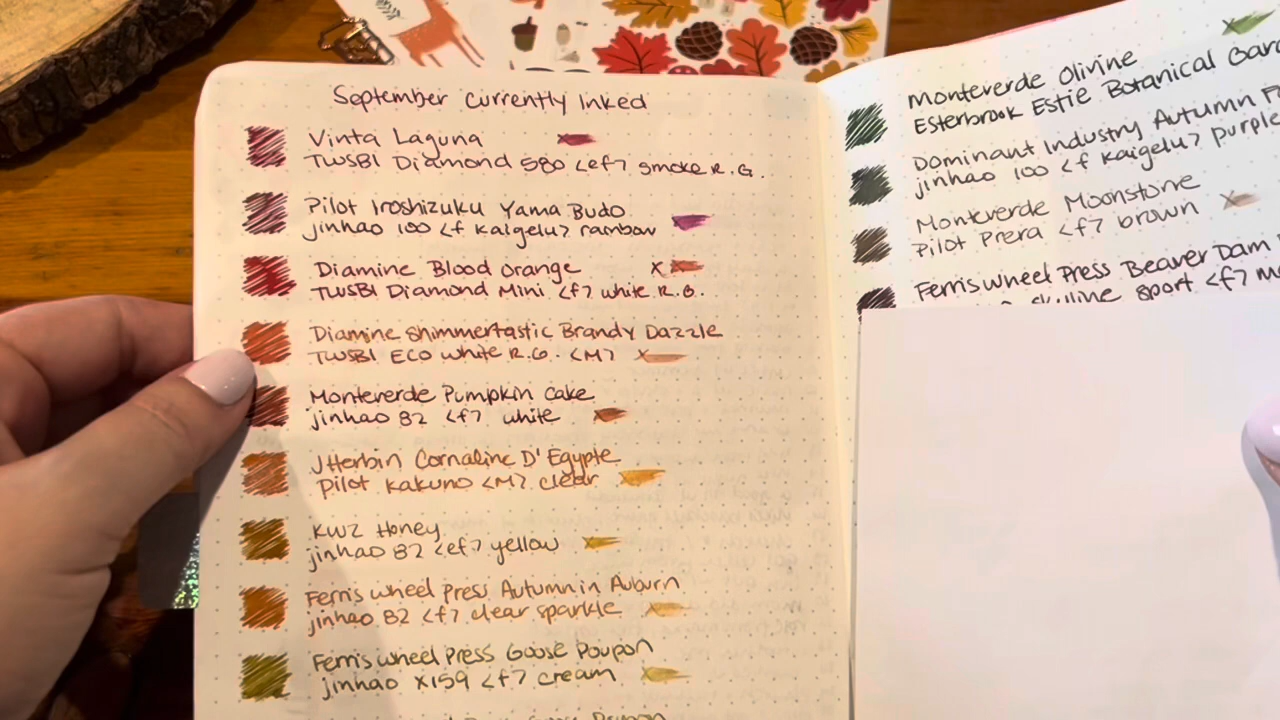 September Currently Inked
Vinta Laguna
TWSBI Diamond 580 <ef> smoke R.G.
Pilot Iroshizuku Yama Budo
jinhao 100 <f Kaigelu> rainbow
Diamine Blood Orange x
TWSBI Diamond Mini <f> white R.G.
Diamine Shimmertastic Brandy Dazzle
TWSBI ECO white R.G. <M> x
Monteverde Pumpkin Cake
jinhao 82 <f> white
JHerbin Cornaline D'Egypte
Pilot Kakuno <M> clear
KWZ Honey
jinhao 82 <ef> yellow
Ferris wheel Press Autumn in Auburn
jinhao 82 <f> clear sparkle
Ferris wheel Press Goose Poupon
jinhao x159 <f> cream
Monteverde Olivine
Esterbrook Estie Botanical
Dominant Industry Autumn
jinhao 100 <f Kaigelu> purple
Monteverde Moonstone
Pilot Prera <f> brown
Ferris wheel Press Beaver Dam
skyline sport <f>